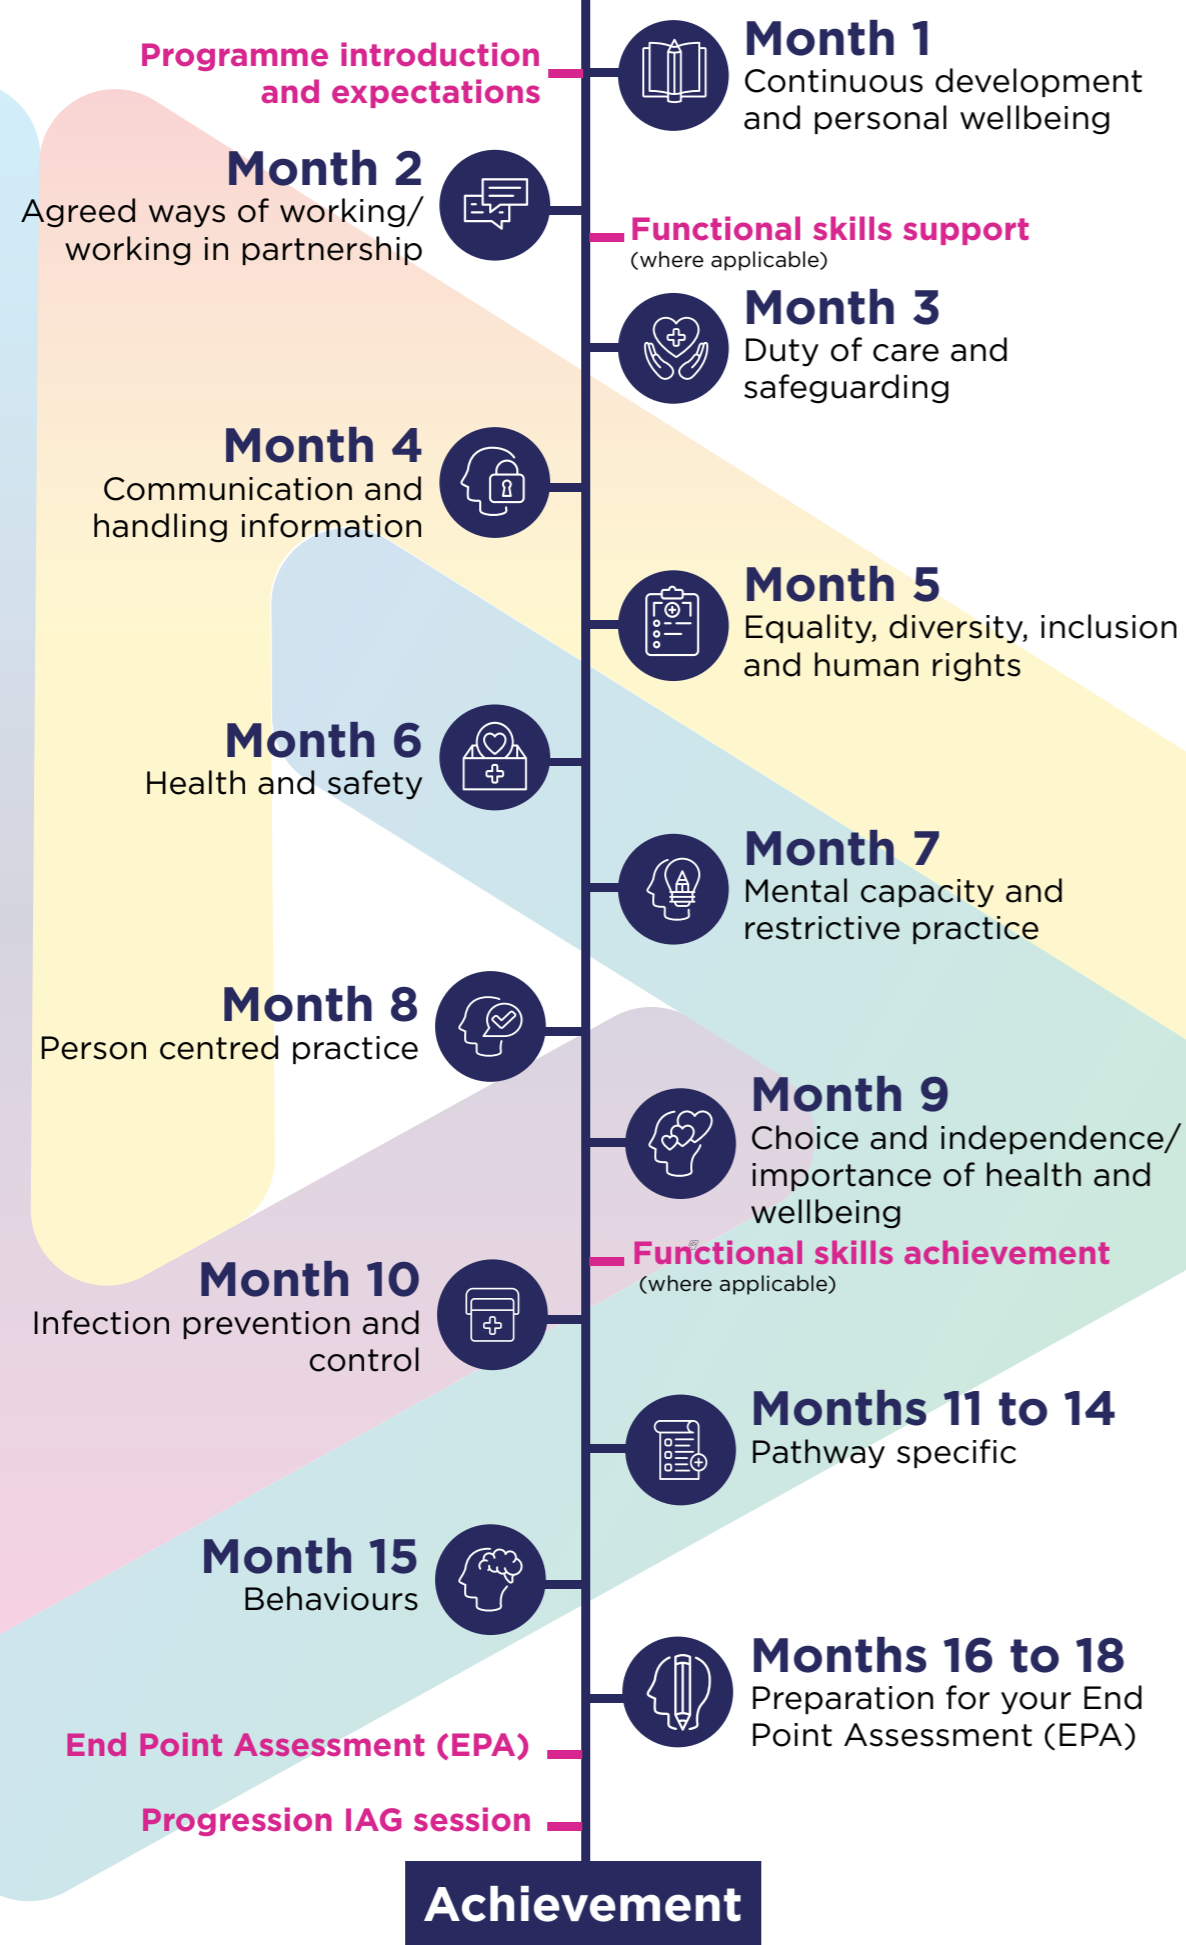 Programme introduction
and expectations
Month 1
Continuous development
and personal wellbeing
Month 2
Agreed ways of working/
working in partnership
Functional skills support
(where applicable)
Month 3
Duty of care and
safeguarding
Month 4
Communication and
handling information
Month 5
Equality, diversity, inclusion
and human rights
Month 6
Health and safety
Month 7
Mental capacity and
restrictive practice
Month 8
Person centred practice
Month 9
Choice and independence/
importance of health and
wellbeing
Functional skills achievement
(where applicable)
Month 10
Infection prevention and
control
Months 11 to 14
Pathway specific
Month 15
Behaviours
Months 16 to 18
Preparation for your End
Point Assessment (EPA)
End Point Assessment (EPA)
Progression IAG session
Achievement